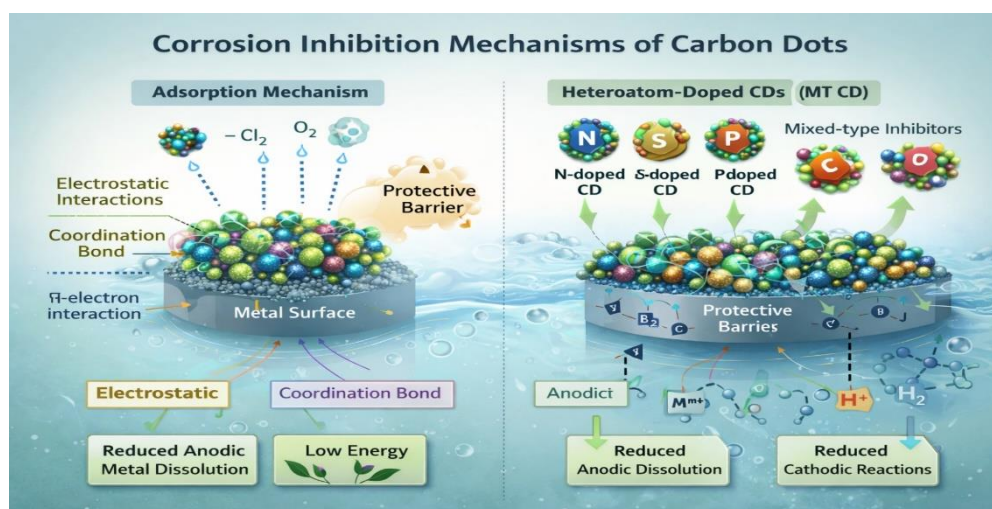 Corrosion Inhibition Mechanisms of Carbon Dots
Adsorption Mechanism
– Cl2
O2
Electrostatic
Interactions
Coordination
Bond
Protective
Barrier
π-electron
interaction
Metal Surface
Electrostatic
Coordination Bond
Reduced Anodic
Metal Dissolution
Low Energy
Heteroatom-Doped CDs (MT CD)
N
S
P
Mixed-type Inhibitors
C
O
N-doped
CD
S-doped
CD
Pdoped
CD
Protective
Barries
B2
C
B
Anodict
Mm+
H+
H2
Reduced
Anodic Dissolution
Reduced
Cathodic Reactions